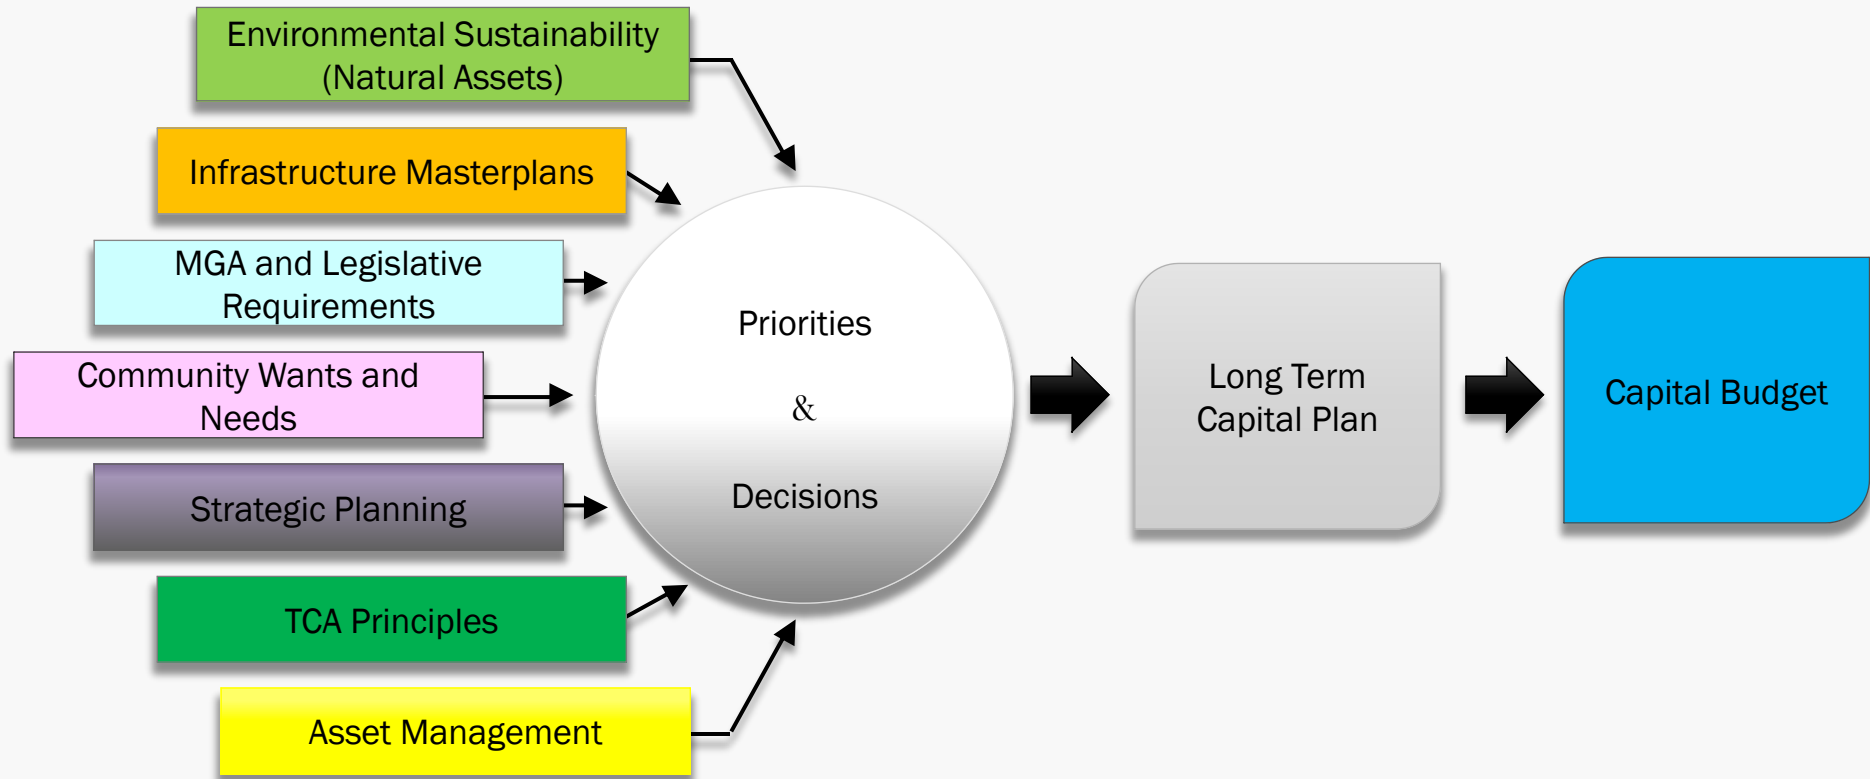 Environmental Sustainability
(Natural Assets)
Infrastructure Masterplans
MGA and Legislative
Requirements
Community Wants and
Needs
Strategic Planning
TCA Principles
Asset Management
Priorities
&
Decisions
Long Term
Capital Plan
Capital Budget